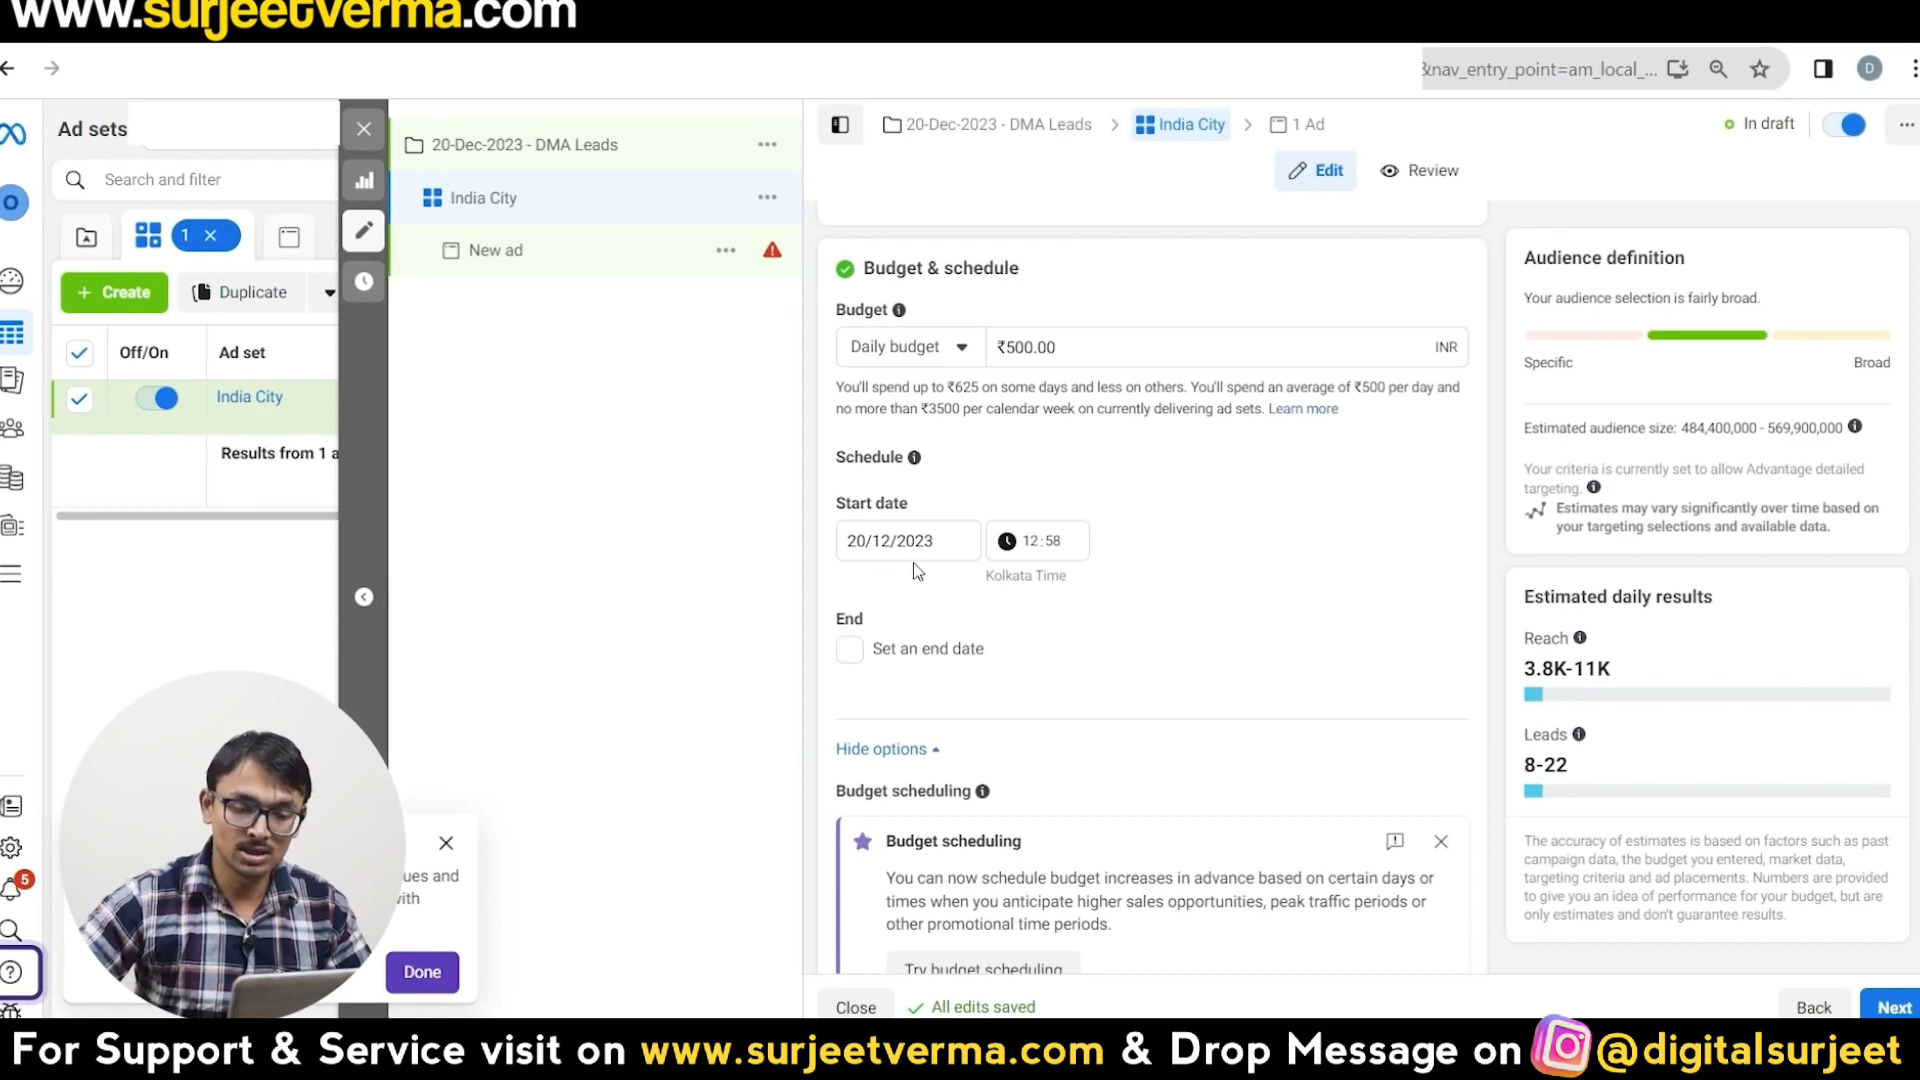 www.surjeetverma.com
&nav_entry_point=am_local_...
D
Ad sets
20-Dec-2023 - DMA Leads
India City
1 Ad
In draft
20-Dec-2023 - DMA Leads
Search and filter
Edit
Review
India City
O
1
New ad
Budget & schedule
Audience definition
Create
Duplicate
Budget
Your audience selection is fairly broad.
Off/On
Ad set
Daily budget
₹500.00
INR
Specific
Broad
India City
You'll spend up to ₹625 on some days and less on others. You'll spend an average of ₹500 per day and
no more than ₹3500 per calendar week on currently delivering ad sets. Learn more
Estimated audience size: 484,400,000 - 569,900,000
Results from 1 a
Schedule
Your criteria is currently set to allow Advantage detailed
targeting.
Start date
Estimates may vary significantly over time based on
your targeting selections and available data.
20/12/2023
12:58
Kolkata Time
Estimated daily results
End
Reach
Set an end date
3.8K-11K
Leads
Hide options
8-22
Budget scheduling
Budget scheduling
The accuracy of estimates is based on factors such as past
campaign data, the budget you entered, market data,
targeting criteria and ad placements. Numbers are provided
to give you an idea of performance for your budget, but are
only estimates and don't guarantee results.
You can now schedule budget increases in advance based on certain days or
times when you anticipate higher sales opportunities, peak traffic periods or
other promotional time periods.
5
ues and
with
Done
Try budget scheduling
Close
All edits saved
Back
Next
For Support & Service visit on www.surjeetverma.com & Drop Message on @digitalsurjeet